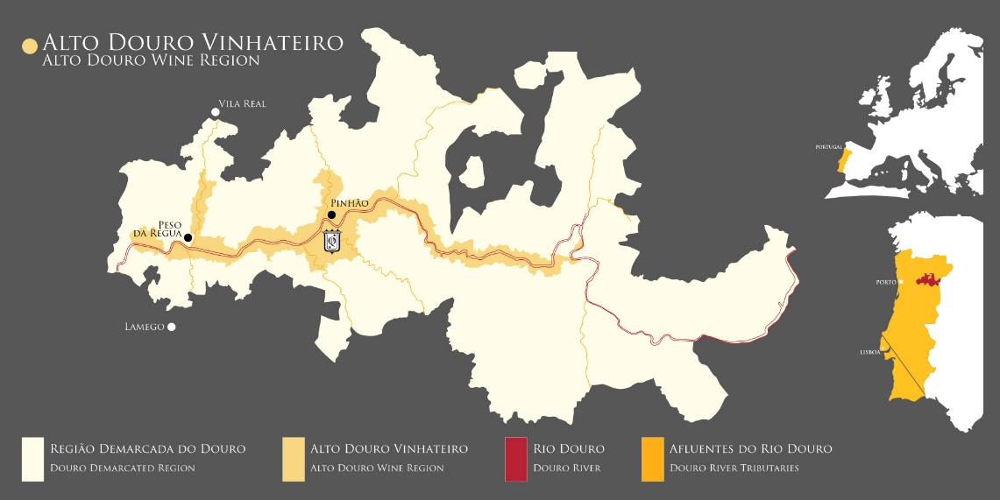 Alto Douro Vinhateiro
Alto Douro Wine Region
Vila Real
Pinhão
Peso
da Regua
Lamego
Portugal
Porto
Lisboa
Região Demarcada do Douro
Douro Demarcated Region
Alto Douro Vinhateiro
Alto Douro Wine Region
Rio Douro
Douro River
Afluentes do Rio Douro
Douro River Tributaries